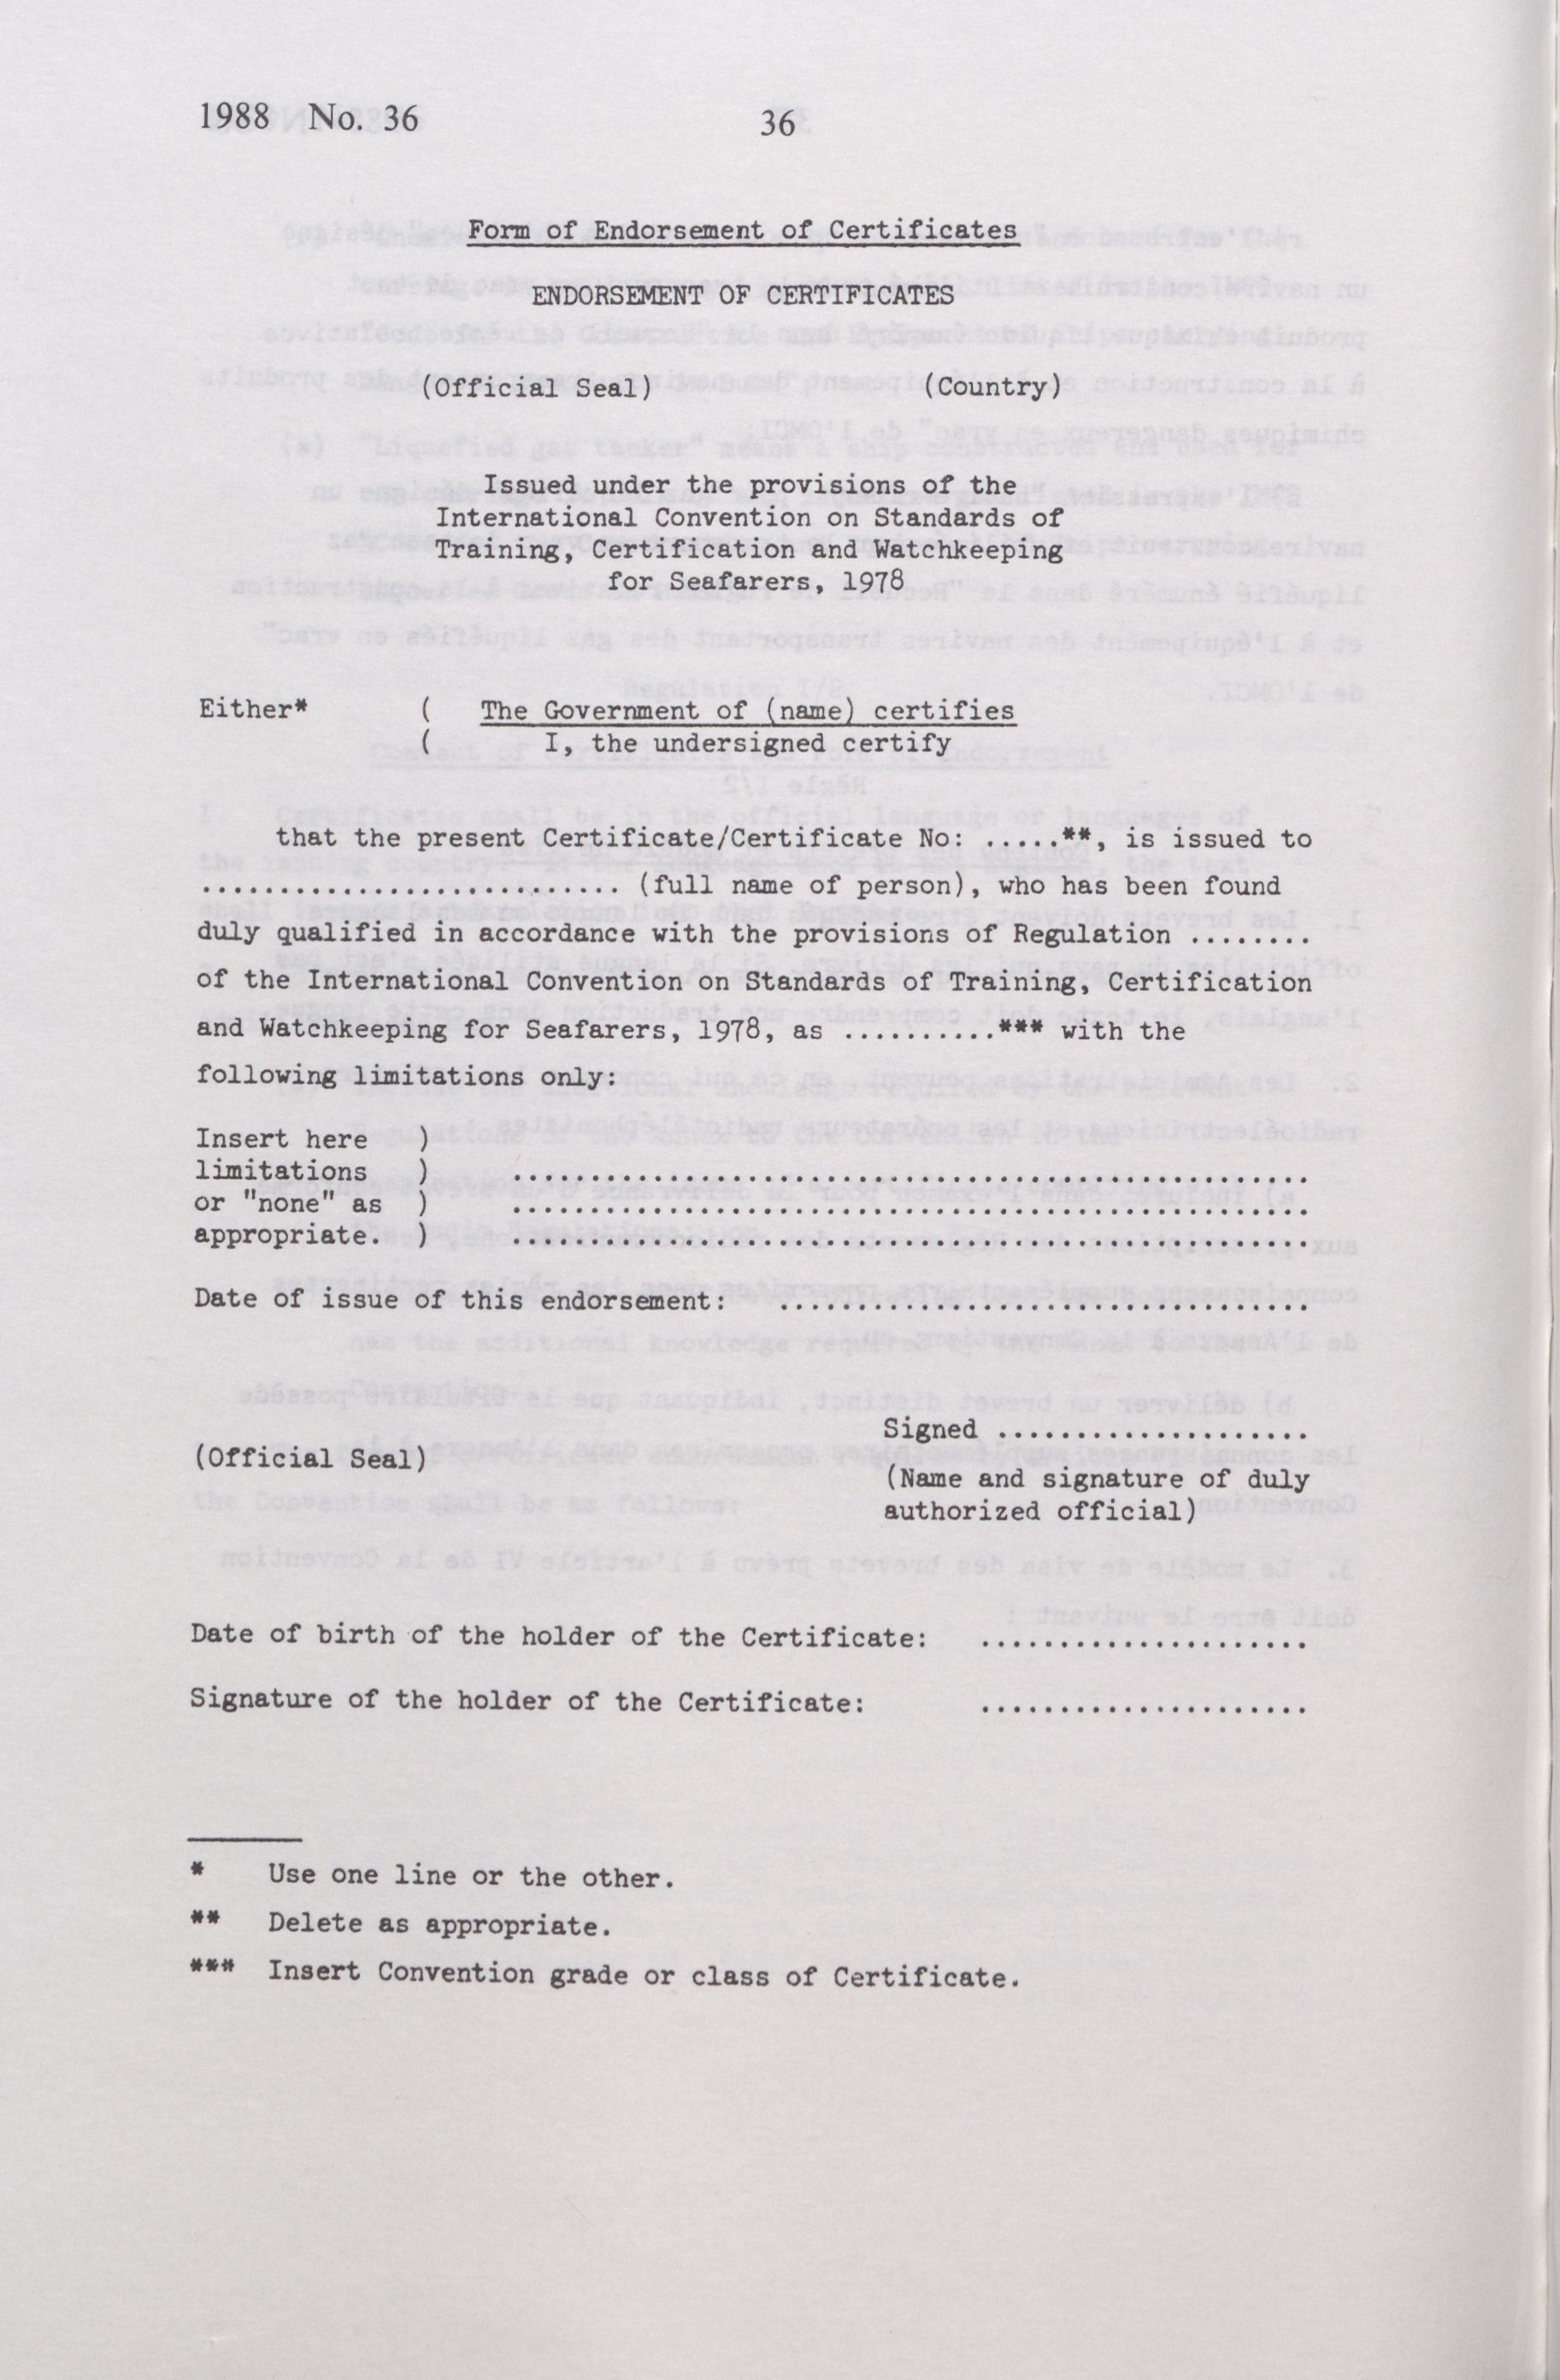 1988 No. 36
36
Form of Endorsement of Certificates
ENDORSEMENT OF CERTIFICATES
(Official Seal) (Country)
Issued under the provisions of the
International Convention on Standards of
Training, Certification and Watchkeeping
for Seafarers, 1978
Either* ( The Government of (name) certifies
( I, the undersigned certify
that the present Certificate/Certificate No: .....**, is issued to
........................... (full name of person), who has been found
duly qualified in accordance with the provisions of Regulation ........
of the International Convention on Standards of Training, Certification
and Watchkeeping for Seafarers, 1978, as ..........*** with the
following limitations only:
Insert here )
limitations ) ...................................................
or "none" as ) ...................................................
appropriate. ) ...................................................
Date of issue of this endorsement: ..................................
Signed ....................
(Official Seal)
(Name and signature of duly
authorized official)
Date of birth of the holder of the Certificate: .....................
Signature of the holder of the Certificate: .....................
* Use one line or the other.
** Delete as appropriate.
*** Insert Convention grade or class of Certificate.